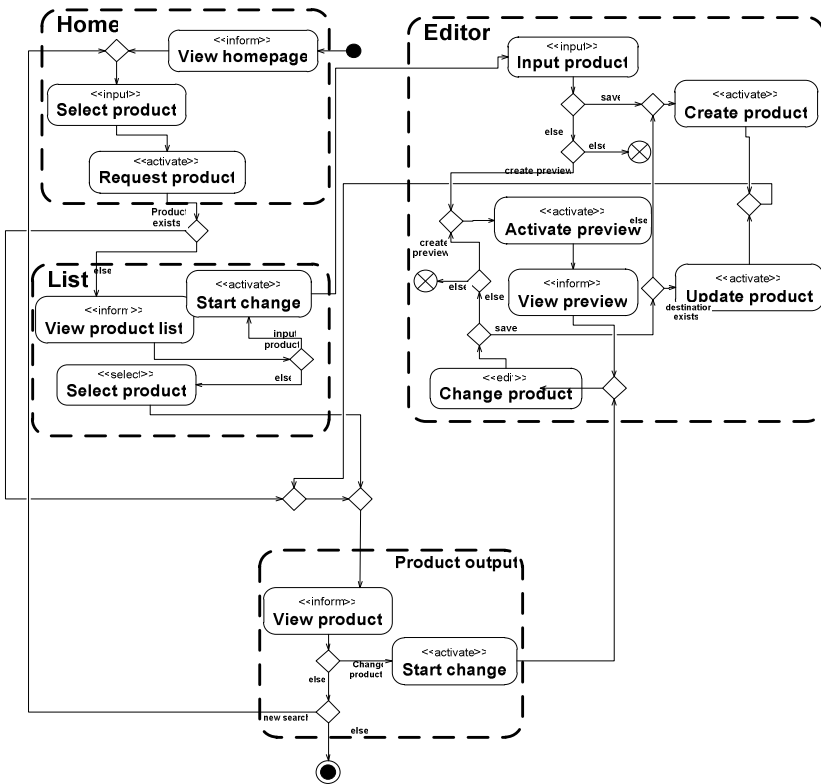 Home
<<inform>>
View homepage
<<input>>
Select product
<<activate>>
Request product
Product
exists
else
List
<<activate>>
Start change
<<inform>>
View product list
input
product
else
<<select>>
Select product
Editor
<<input>>
Input product
save
<<activate>>
Create product
else
else
create preview
<<activate>>
Activate preview
else
create
preview
else
else
<<inform>>
View preview
<<activate>>
Update product
destination
exists
save
<<edit>>
Change product
Product output
<<inform>>
View product
Change
product
<<activate>>
Start change
else
new search
else